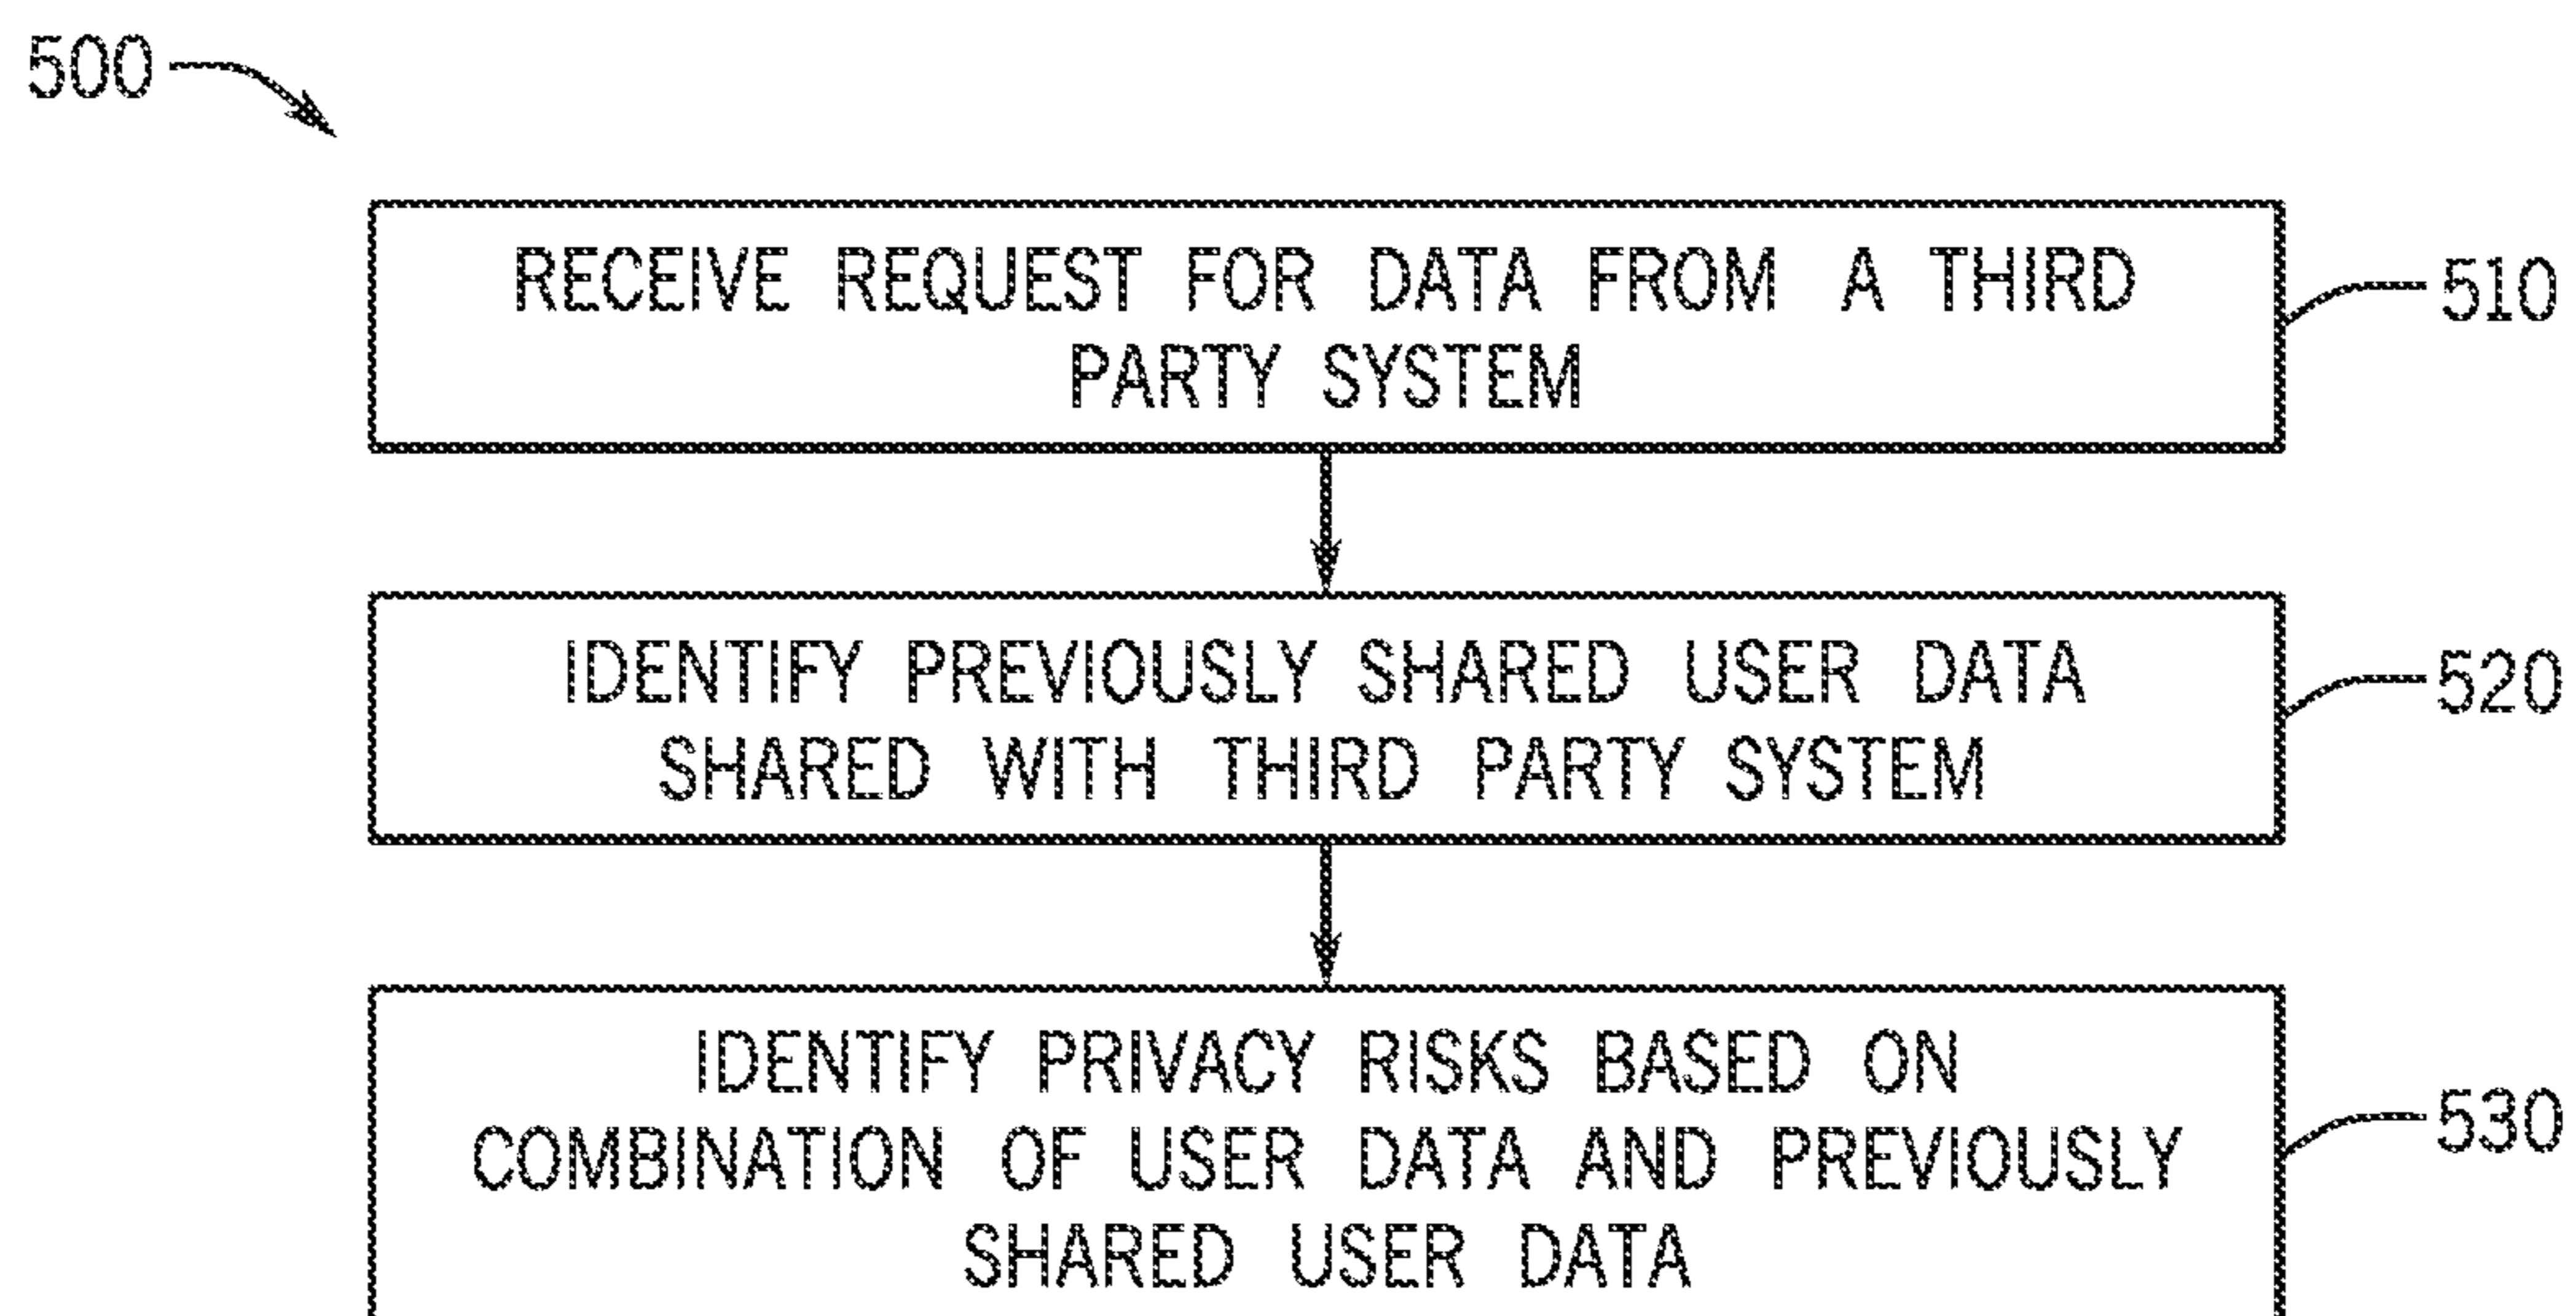 500
RECEIVE REQUEST FOR DATA FROM A THIRD
PARTY SYSTEM
510
IDENTIFY PREVIOUSLY SHARED USER DATA
SHARED WITH THIRD PARTY SYSTEM
520
IDENTIFY PRIVACY RISKS BASED ON
COMBINATION OF USER DATA AND PREVIOUSLY
SHARED USER DATA
530